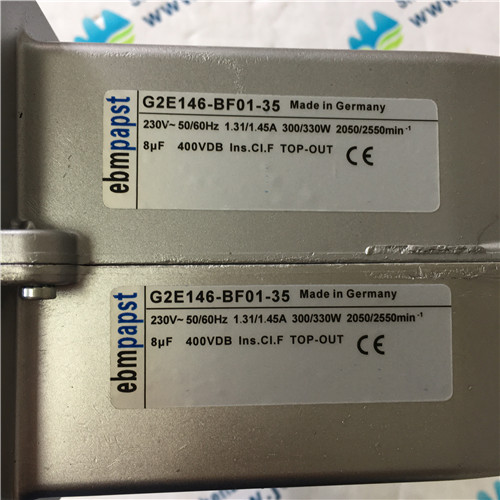 ebmpapst
G2E146-BF01-35 Made in Germany
230V~ 50/60Hz 1.31/1.45A 300/330W 2050/2550min⁻¹
8µF 400VDB Ins.Cl.F TOP-OUT CE
ebmpapst
G2E146-BF01-35 Made in Germany
230V~ 50/60Hz 1.31/1.45A 300/330W 2050/2550min⁻¹
8µF 400VDB Ins.Cl.F TOP-OUT CE